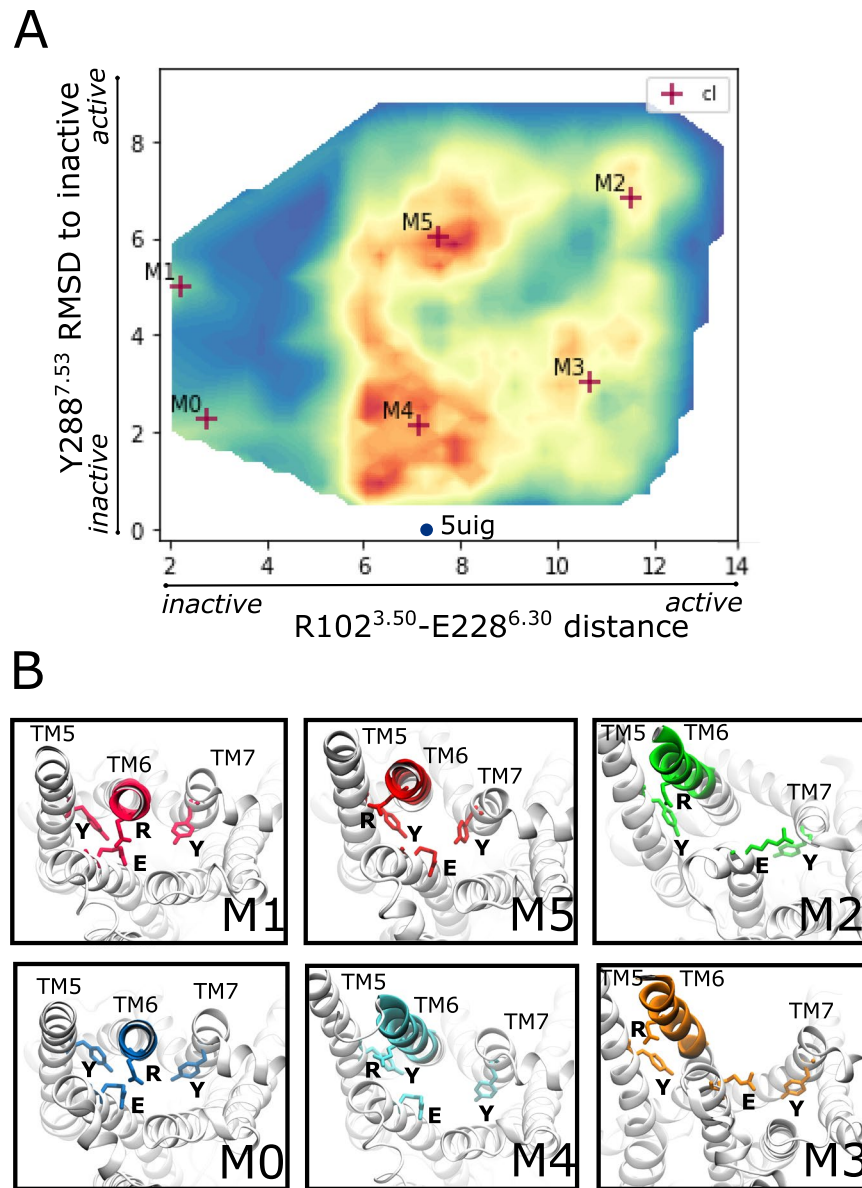 A
cl
8
6
4
2
0
active
Y288^7.53 RMSD to inactive
inactive
M2
M5
M1
M3
M0
M4
5uig
2 4 6 8 10 12 14
inactive
active
R102^3.50-E228^6.30 distance
B
TM5
TM6
TM7
Y
R
E
Y
M1
TM5
TM6
TM7
R
Y
E
Y
M5
TM5
TM6
TM7
R
Y
E
Y
M2
TM5
TM6
TM7
Y
R
E
M0
TM5
TM6
TM7
R
Y
E
Y
M4
TM5
TM6
TM7
R
Y
E
Y
M3
Y